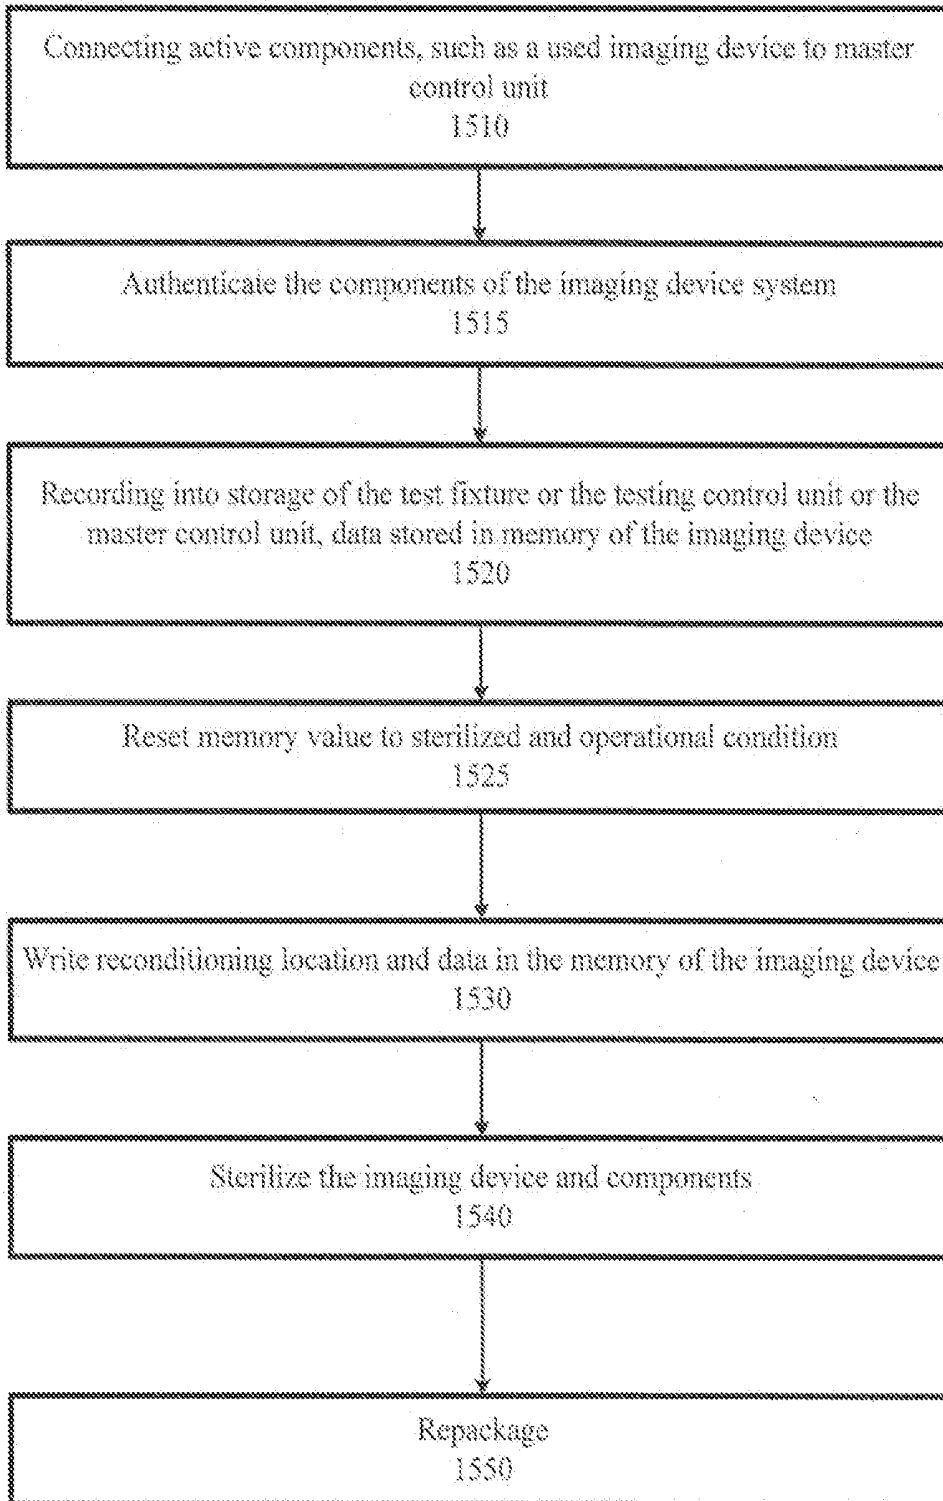 Connecting active components, such as a used imaging device to master
control unit
1510
Authenticate the components of the imaging device system
1515
Recording into storage of the test fixture or the testing control unit or the
master control unit, data stored in memory of the imaging device
1520
Reset memory value to sterilized and operational condition
1525
Write reconditioning location and data in the memory of the imaging device
1530
Sterilize the imaging device and components
1540
Repackage
1550